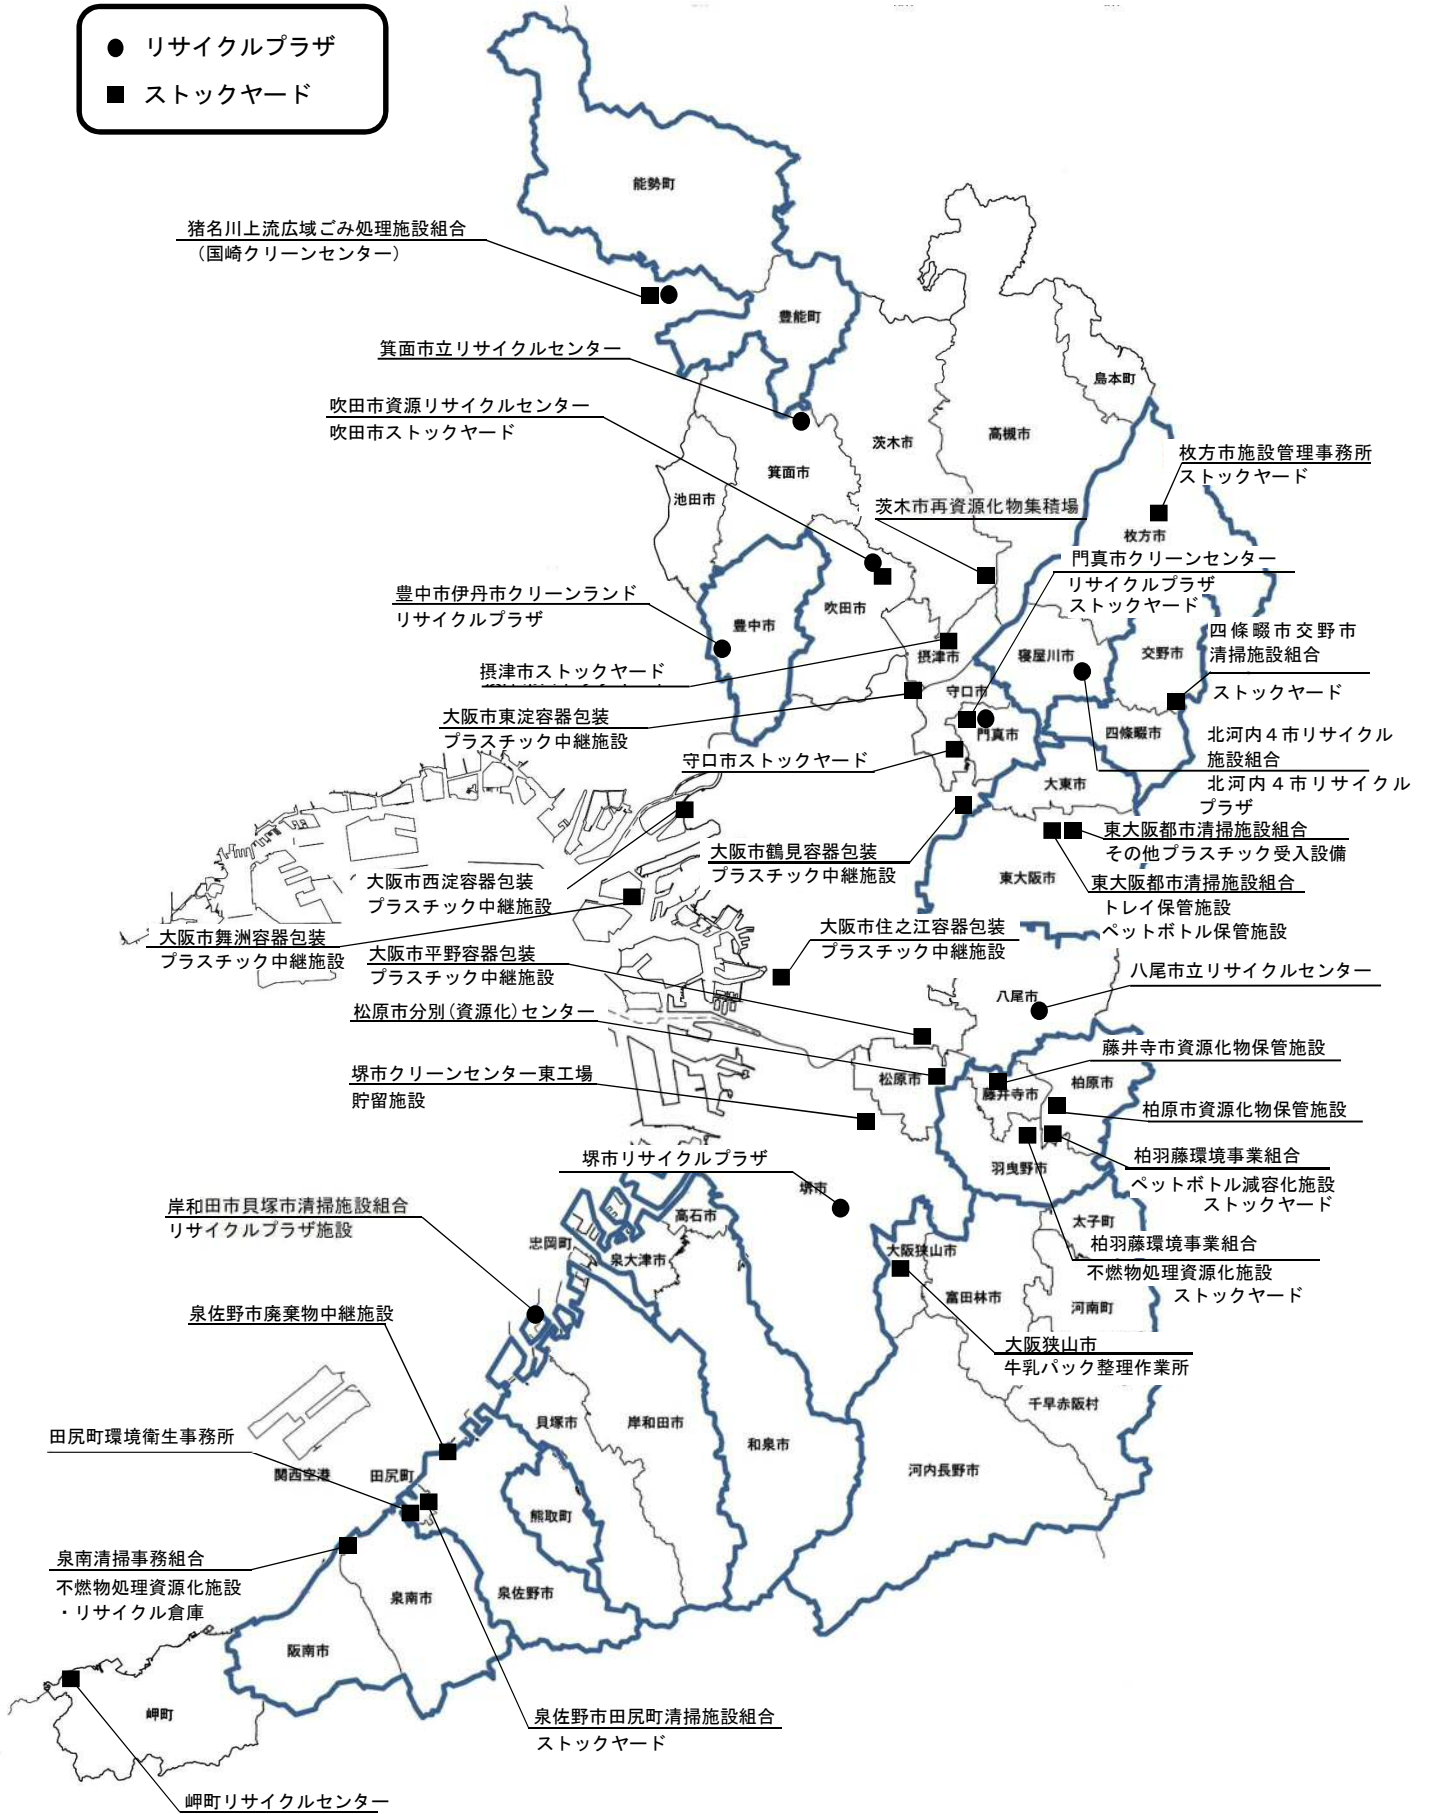 リサイクルプラザ
ストックヤード
能勢町
猪名川上流広域ごみ処理施設組合
（国崎クリーンセンター）
豊能町
箕面市立リサイクルセンター
島本町
吹田市資源リサイクルセンター
吹田市ストックヤード
茨木市
高槻市
枚方市施設管理事務所
ストックヤード
箕面市
池田市
茨木市再資源化物集積場
枚方市
門真市クリーンセンター
リサイクルプラザ
ストックヤード
豊中市伊丹市クリーンランド
リサイクルプラザ
吹田市
豊中市
四條畷市交野市
清掃施設組合
ストックヤード
摂津市
寝屋川市
交野市
摂津市ストックヤード
守口市
大阪市東淀容器包装
プラスチック中継施設
門真市
四條畷市
北河内４市リサイクル
施設組合
北河内４市リサイクル
プラザ
守口市ストックヤード
大東市
大阪市鶴見容器包装
プラスチック中継施設
東大阪都市清掃施設組合
その他プラスチック受入設備
東大阪市
大阪市西淀容器包装
プラスチック中継施設
東大阪都市清掃施設組合
トレイ保管施設
ペットボトル保管施設
大阪市舞洲容器包装
プラスチック中継施設
大阪市住之江容器包装
プラスチック中継施設
大阪市平野容器包装
プラスチック中継施設
八尾市立リサイクルセンター
八尾市
松原市分別(資源化)センター
藤井寺市資源化物保管施設
堺市クリーンセンター東工場
貯留施設
松原市
藤井寺市
柏原市
柏原市資源化物保管施設
堺市リサイクルプラザ
羽曳野市
柏羽藤環境事業組合
ペットボトル減容化施設
ストックヤード
堺市
岸和田市貝塚市清掃施設組合
リサイクルプラザ施設
高石市
太子町
忠岡町
泉大津市
大阪狭山市
柏羽藤環境事業組合
不燃物処理資源化施設
ストックヤード
富田林市
河南町
泉佐野市廃棄物中継施設
大阪狭山市
牛乳パック整理作業所
千早赤阪村
田尻町環境衛生事務所
貝塚市
岸和田市
和泉市
関西空港
田尻町
河内長野市
熊取町
泉南清掃事務組合
不燃物処理資源化施設
・リサイクル倉庫
泉南市
泉佐野市
阪南市
岬町
泉佐野市田尻町清掃施設組合
ストックヤード
岬町リサイクルセンター